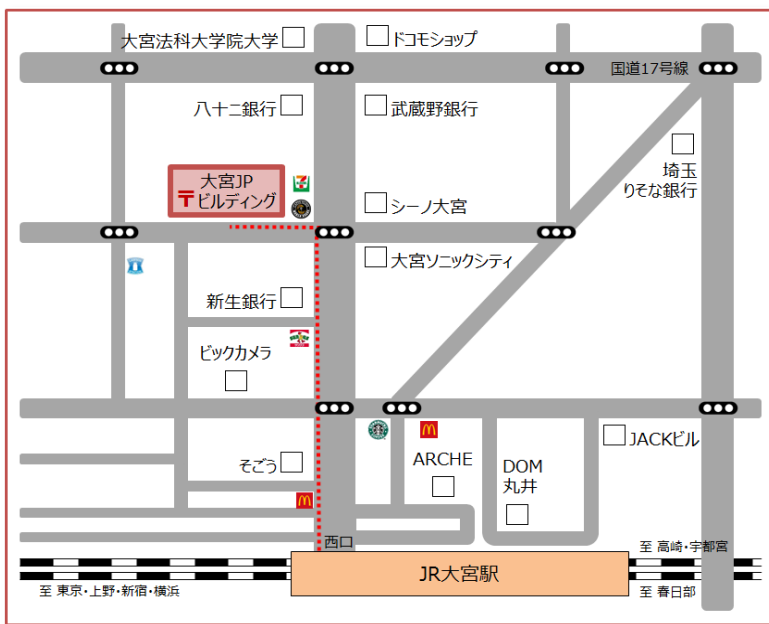 大宮法科大学院大学
ドコモショップ
国道17号線
八十二銀行
武蔵野銀行
埼玉
りそな銀行
大宮JP
〒ビルディング
シーノ大宮
大宮ソニックシティ
新生銀行
ビックカメラ
そごう
ARCHE
DOM
丸井
JACKビル
西口
JR大宮駅
至 高崎・宇都宮
至 東京・上野・新宿・横浜
至 春日部